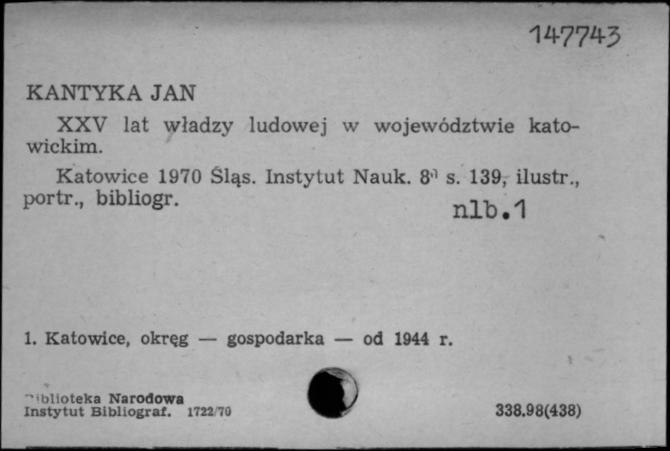 147743
KANTYKA JAN
XXV lat władzy ludowej w województwie kato-
wickim.
Katowice 1970 Śląs. Instytut Nauk. 8⁰ s. 139, ilustr.,
portr., bibliogr.
nlb.1
1. Katowice, okręg — gospodarka — od 1944 r.
Biblioteka Narodowa
Instytut Bibliograf. 1722/70
338.98(438)